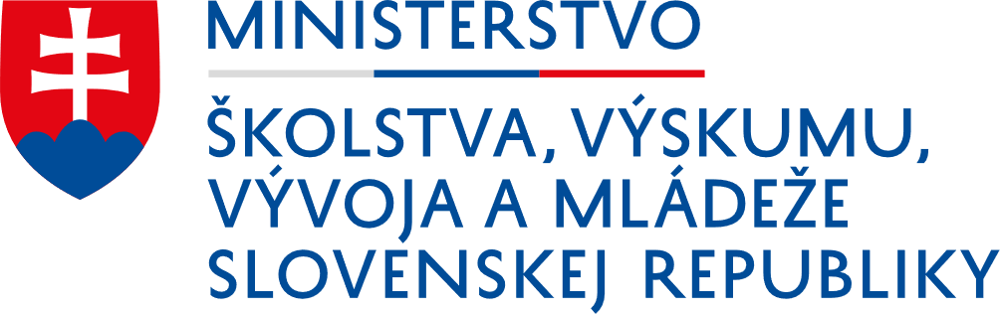 MINISTERSTVO
ŠKOLSTVA, VÝSKUMU,
VÝVOJA A MLÁDEŽE
SLOVENSKEJ REPUBLIKY